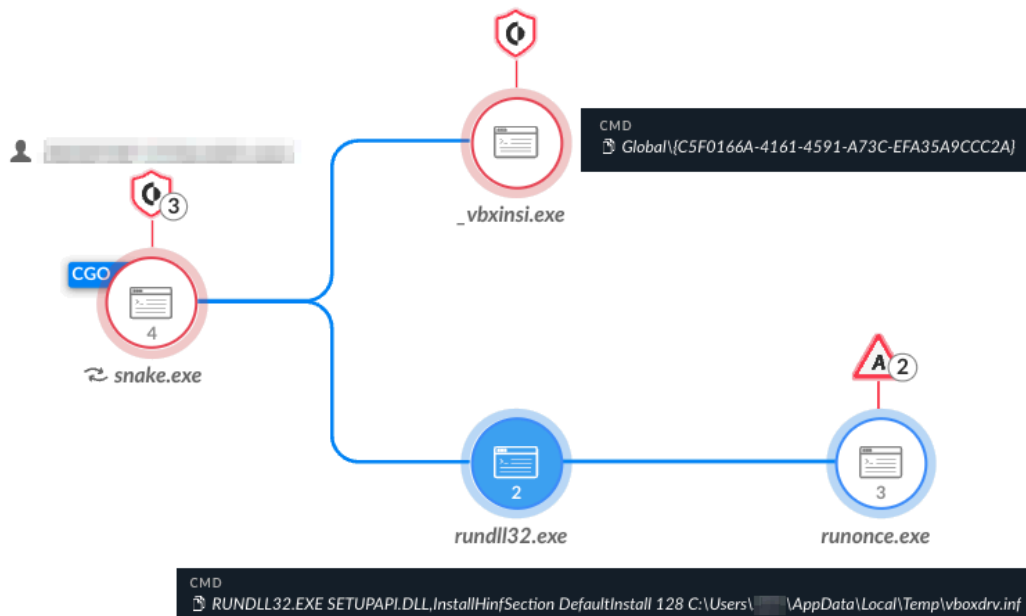 CMD
Global\{C5F0166A-4161-4591-A73C-EFA35A9CCC2A}
_vbxinsi.exe
3
CGO
4
snake.exe
A 2
2
3
rundll32.exe
runonce.exe
CMD
RUNDLL32.EXE SETUPAPI.DLL,InstallHinfSection DefaultInstall 128 C:\Users\ \AppData\Local\Temp\vboxdrv.inf